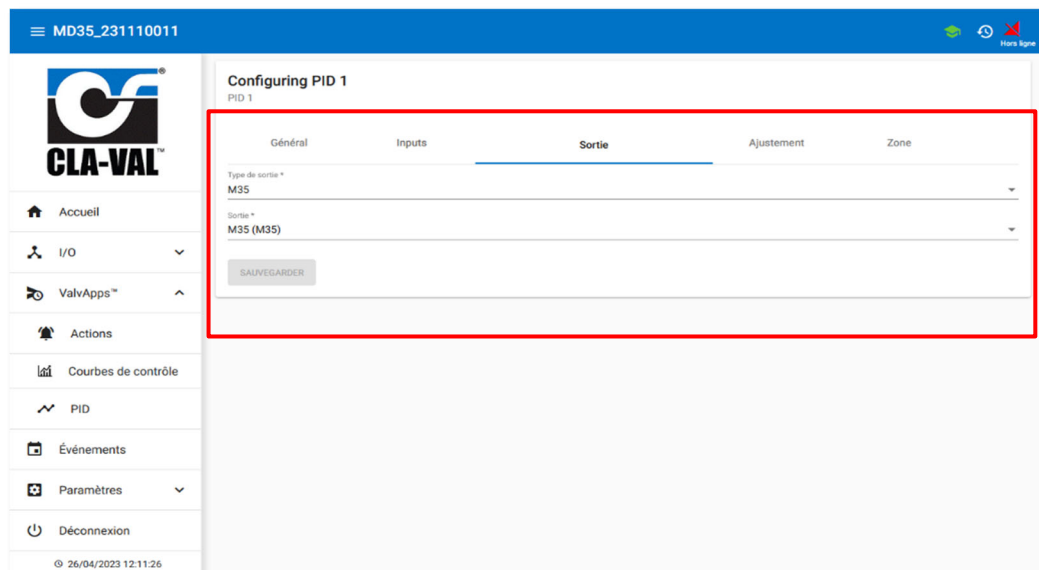 MD35_231110011
Hors ligne
CLA-VAL™
®
Configuring PID 1
PID 1
Général Inputs Sortie Ajustement Zone
Type de sortie *
M35
Sortie *
M35 (M35)
SAUVEGARDER
Accueil
I/O
ValvApps™
Actions
Courbes de contrôle
PID
Événements
Paramètres
Déconnexion
26/04/2023 12:11:26